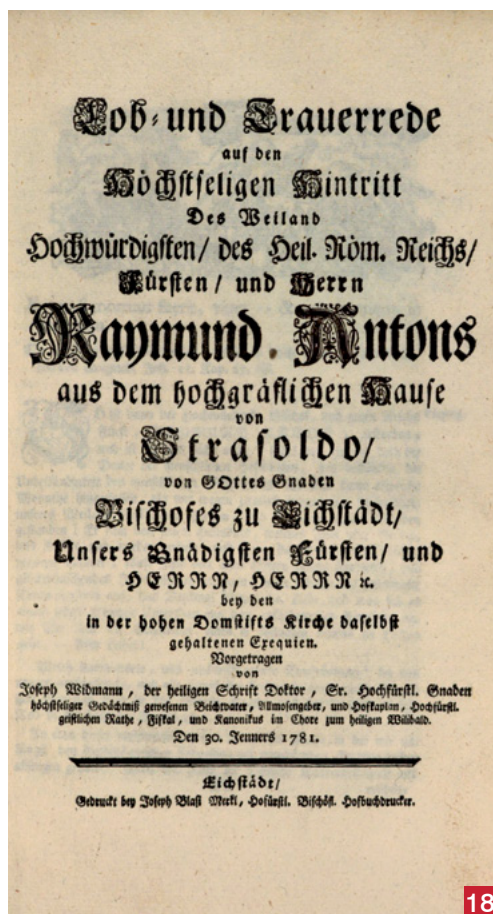 Lob- und Trauerrede
auf den
Höchstseligen Hintritt
Des Weiland
Hochwürdigsten/ des Heil. Röm. Reichs/
Fürsten/ und Herrn
Raymund. Antons
aus dem hochgräflichen Hause
von
Strasoldo/
von GOttes Gnaden
Bischofes zu Eichstädt/
Unsers Gnädigsten Fürsten/ und
HERRN, HERRN ꝛc.
bey den
in der hohen Domstifts Kirche daselbst
gehaltenen Exequien.
Vorgetragen
von
Joseph Widmann, der heiligen Schrift Doktor, Sr. Hochfürstl. Gnaden
höchstseliger Gedächtniß gewesenen Beichtvater, Allmosengeber, und Hofkaplan, Hochfürstl.
geistlichen Rathe, Fiskal, und Kanonikus im Chore zum heiligen Wilibald.
Den 30. Jenners 1781.
Eichstädt/
Gedruckt bey Joseph Blasi Merkl, Hofürstl. Bischöfl. Hofbuchdrucker.
18